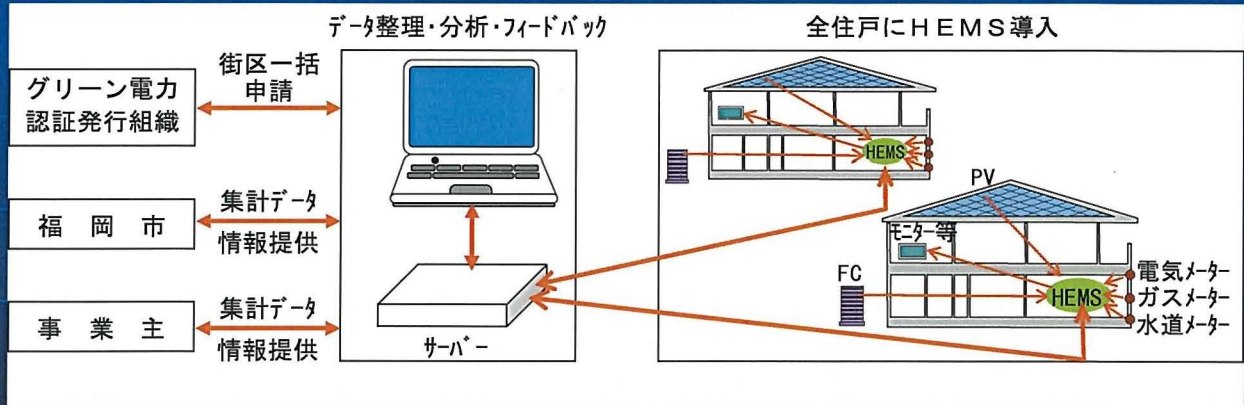 データ整理・分析・フィードバック
全住戸にHEMS導入
グリーン電力
認証発行組織
街区一括
申請
福岡市
集計データ
情報提供
事業主
集計データ
情報提供
サーバー
HEMS
PV
モニター等
FC
HEMS
電気メーター
ガスメーター
水道メーター